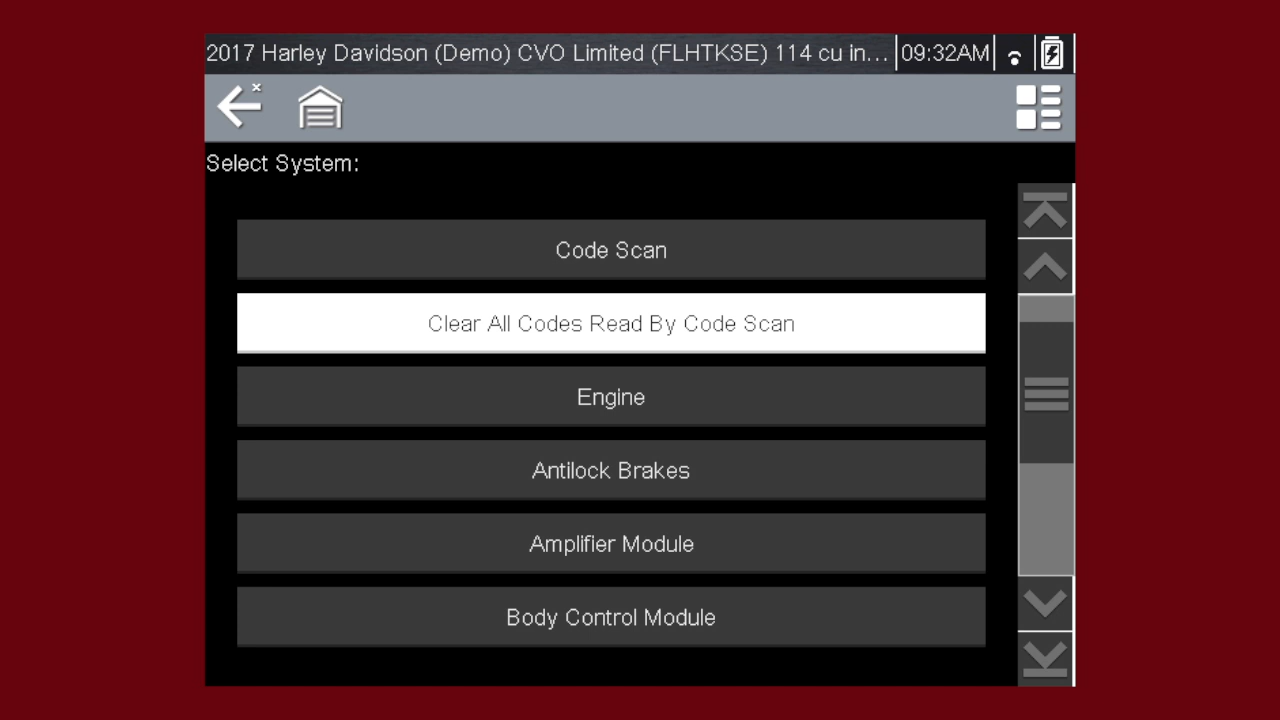 2017 Harley Davidson (Demo) CVO Limited (FLHTKSE) 114 cu in... 09:32AM
Select System:
Code Scan
Clear All Codes Read By Code Scan
Engine
Antilock Brakes
Amplifier Module
Body Control Module